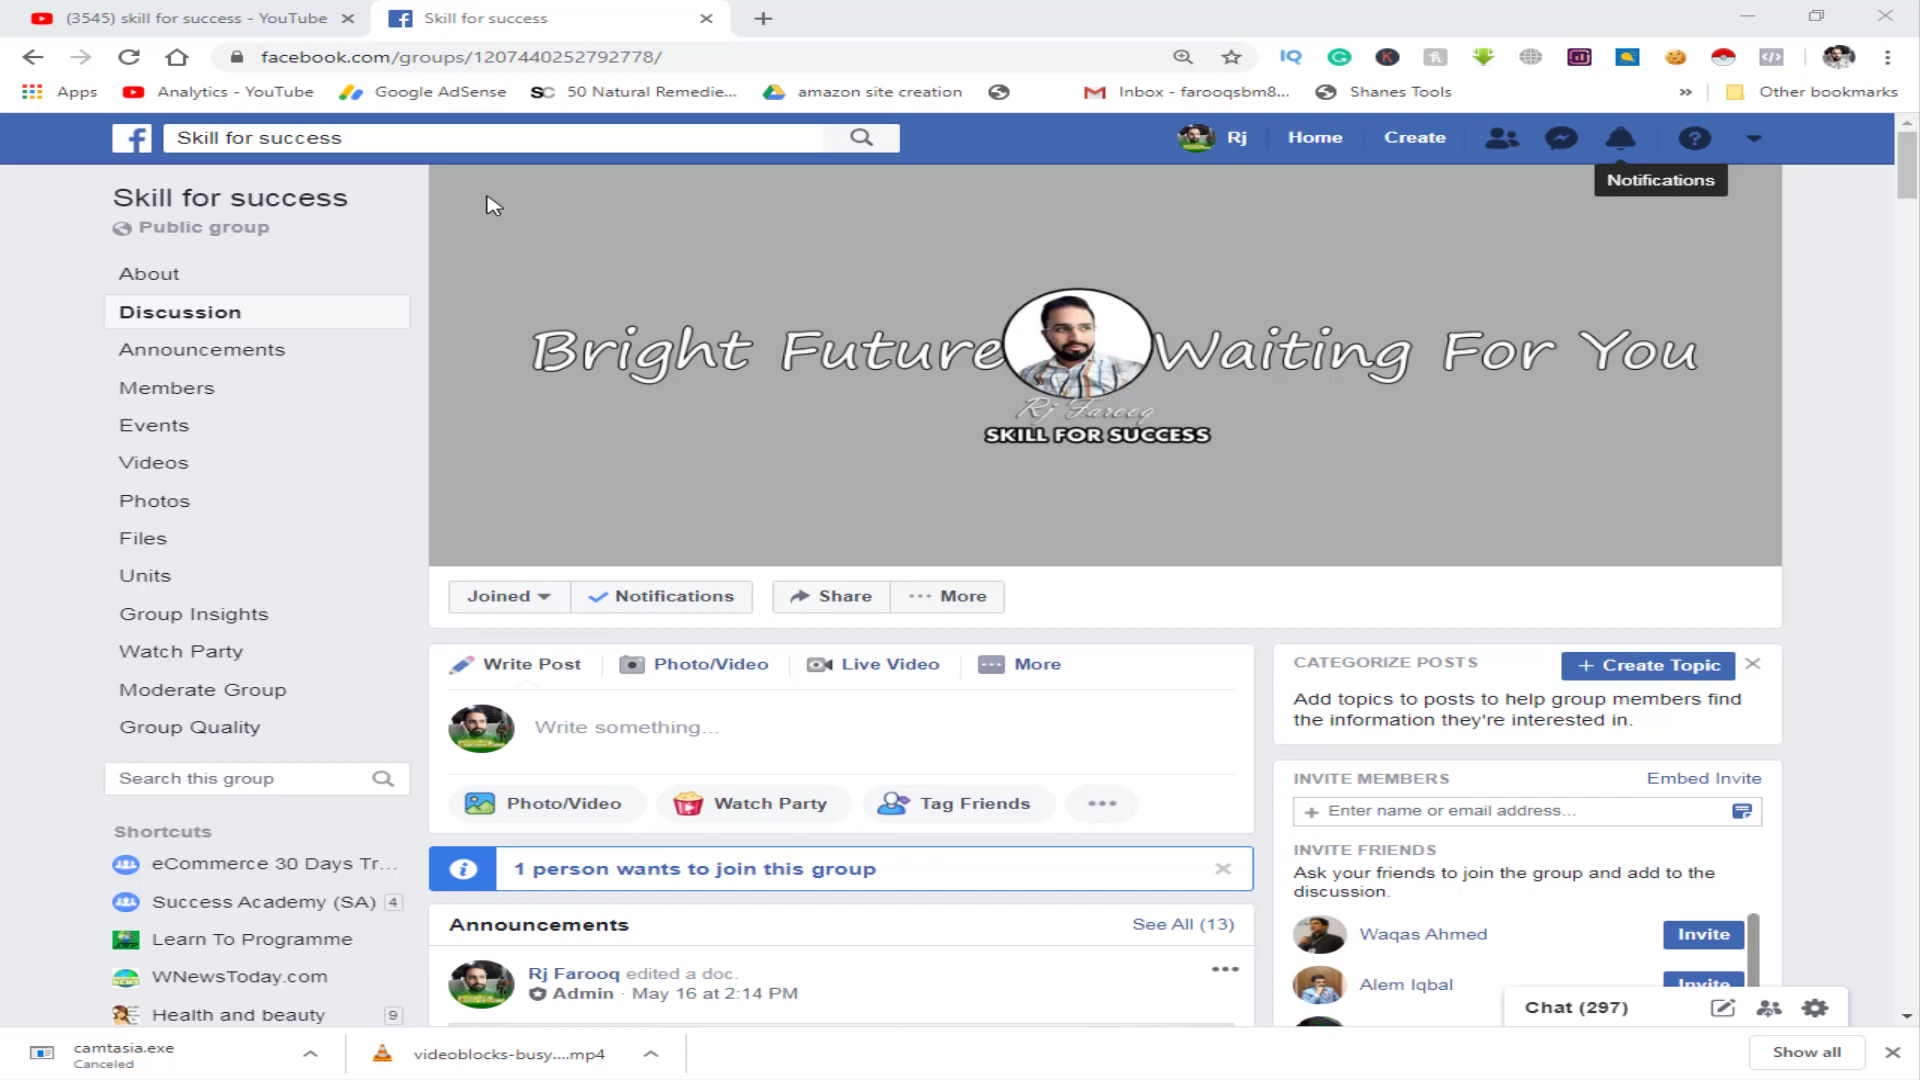 (3545) skill for success - YouTube
Skill for success
facebook.com/groups/1207440252792778/
Apps
Analytics - YouTube
Google AdSense
50 Natural Remedie...
amazon site creation
Inbox - farooqsbm8...
Shanes Tools
»
Other bookmarks
Skill for success
Rj
Home
Create
Notifications
Skill for success
Public group
About
Discussion
Announcements
Members
Events
Videos
Photos
Files
Units
Group Insights
Watch Party
Moderate Group
Group Quality
Search this group
Shortcuts
eCommerce 30 Days Tr...
Success Academy (SA) 4
Learn To Programme
WNewsToday.com
Health and beauty 9
Bright Future Waiting For You
Rj Farooq
SKILL FOR SUCCESS
Joined
Notifications
Share
More
Write Post
Photo/Video
Live Video
More
Write something...
Photo/Video
Watch Party
Tag Friends
1 person wants to join this group
Announcements
See All (13)
Rj Farooq edited a doc.
Admin · May 16 at 2:14 PM
CATEGORIZE POSTS
+ Create Topic
Add topics to posts to help group members find
the information they're interested in.
INVITE MEMBERS
Embed Invite
+ Enter name or email address...
INVITE FRIENDS
Ask your friends to join the group and add to the
discussion.
Waqas Ahmed
Invite
Alem Iqbal
Invite
Chat (297)
camtasia.exe
Canceled
videoblocks-busy....mp4
Show all